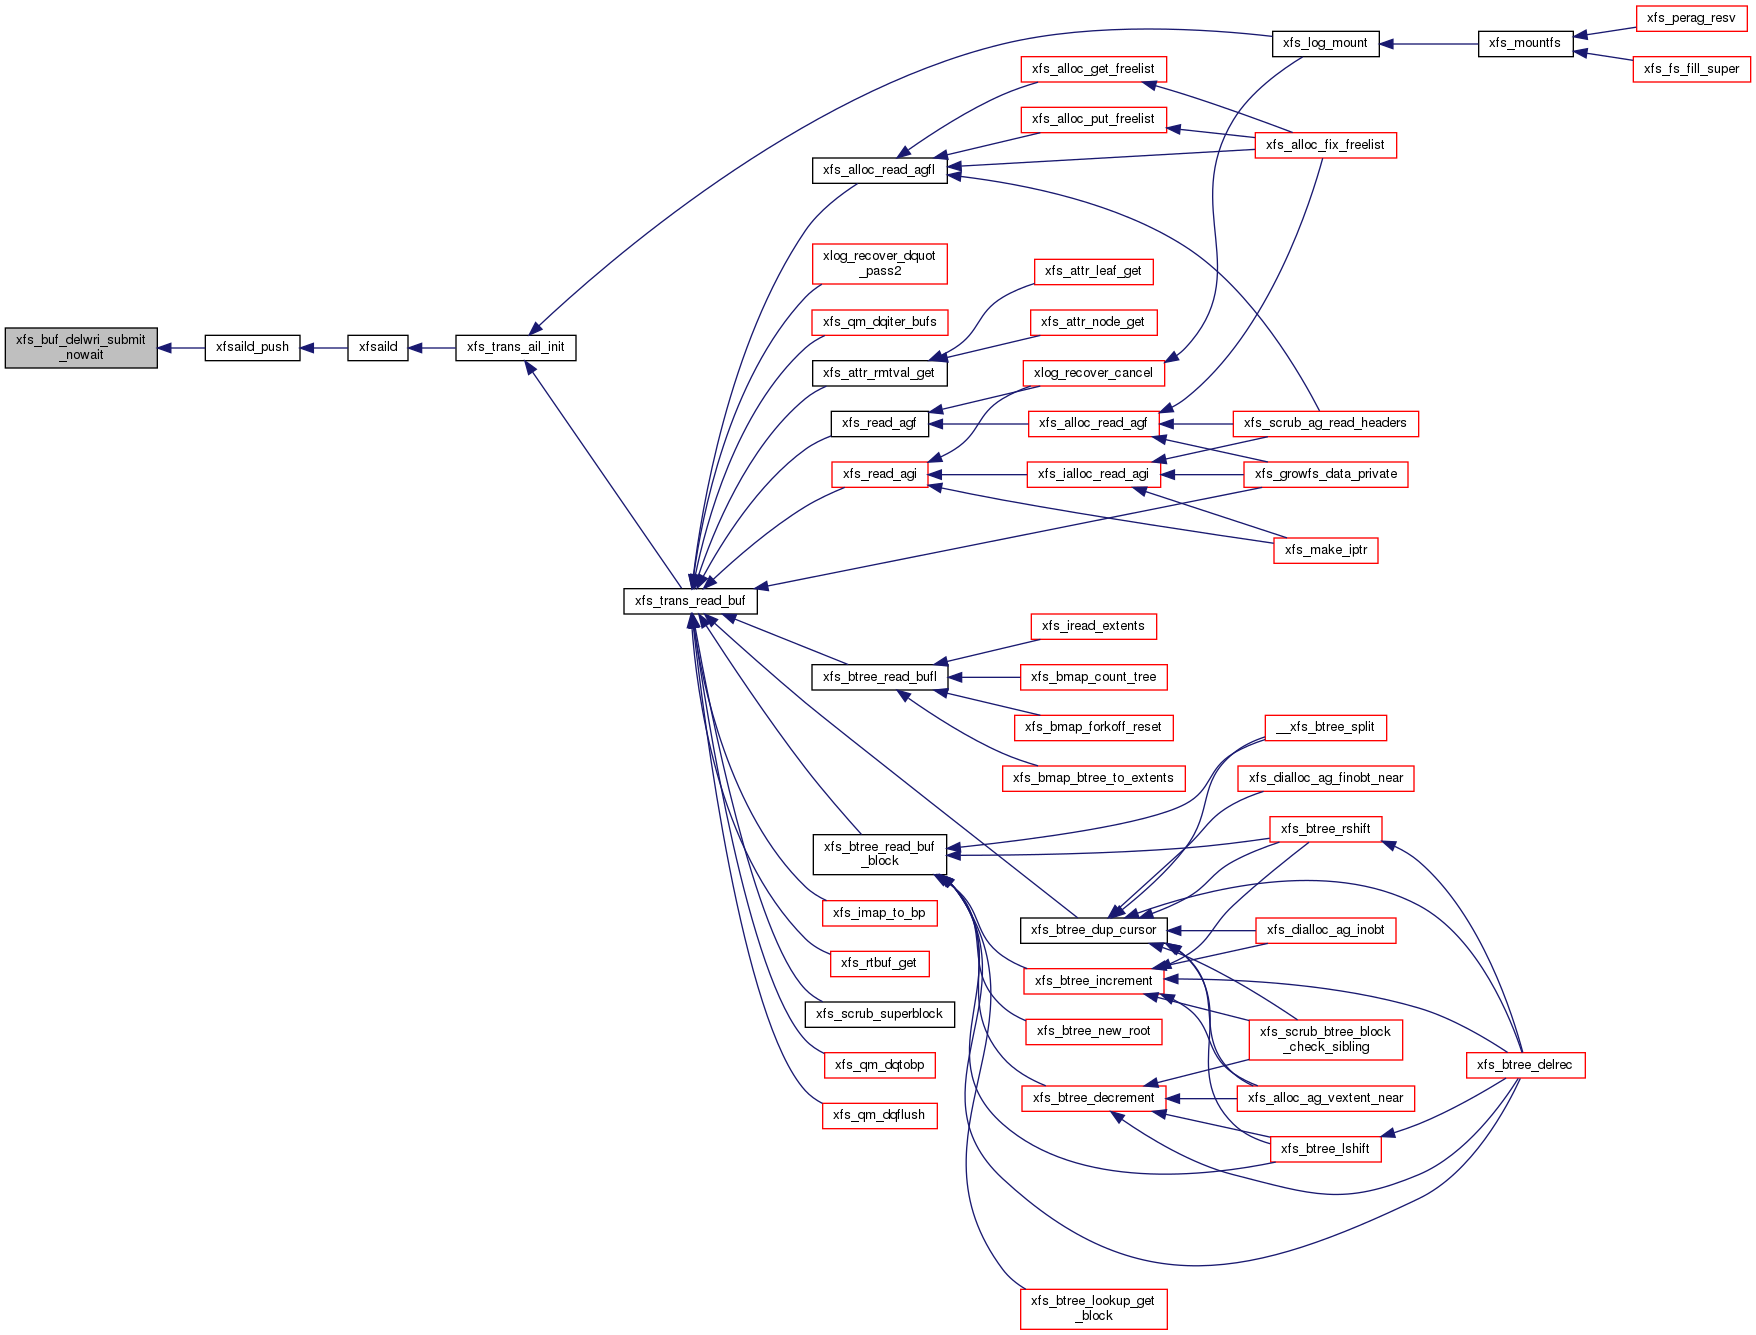 xfs_perag_resv
xfs_log_mount
xfs_mountfs
xfs_alloc_get_freelist
xfs_fs_fill_super
xfs_alloc_put_freelist
xfs_alloc_fix_freelist
xfs_alloc_read_agfl
xlog_recover_dquot
_pass2
xfs_attr_leaf_get
xfs_qm_dqiter_bufs
xfs_attr_node_get
xfs_buf_delwri_submit
_nowait
xfsaild_push
xfsaild
xfs_trans_ail_init
xfs_attr_rmtval_get
xlog_recover_cancel
xfs_read_agf
xfs_alloc_read_agf
xfs_scrub_ag_read_headers
xfs_read_agi
xfs_ialloc_read_agi
xfs_growfs_data_private
xfs_make_iptr
xfs_trans_read_buf
xfs_iread_extents
xfs_btree_read_bufl
xfs_bmap_count_tree
xfs_bmap_forkoff_reset
__xfs_btree_split
xfs_bmap_btree_to_extents
xfs_dialloc_ag_finobt_near
xfs_btree_read_buf
_block
xfs_btree_rshift
xfs_imap_to_bp
xfs_btree_dup_cursor
xfs_dialloc_ag_inobt
xfs_rtbuf_get
xfs_btree_increment
xfs_scrub_superblock
xfs_btree_new_root
xfs_scrub_btree_block
_check_sibling
xfs_qm_dqtobp
xfs_btree_delrec
xfs_btree_decrement
xfs_alloc_ag_vextent_near
xfs_qm_dqflush
xfs_btree_lshift
xfs_btree_lookup_get
_block